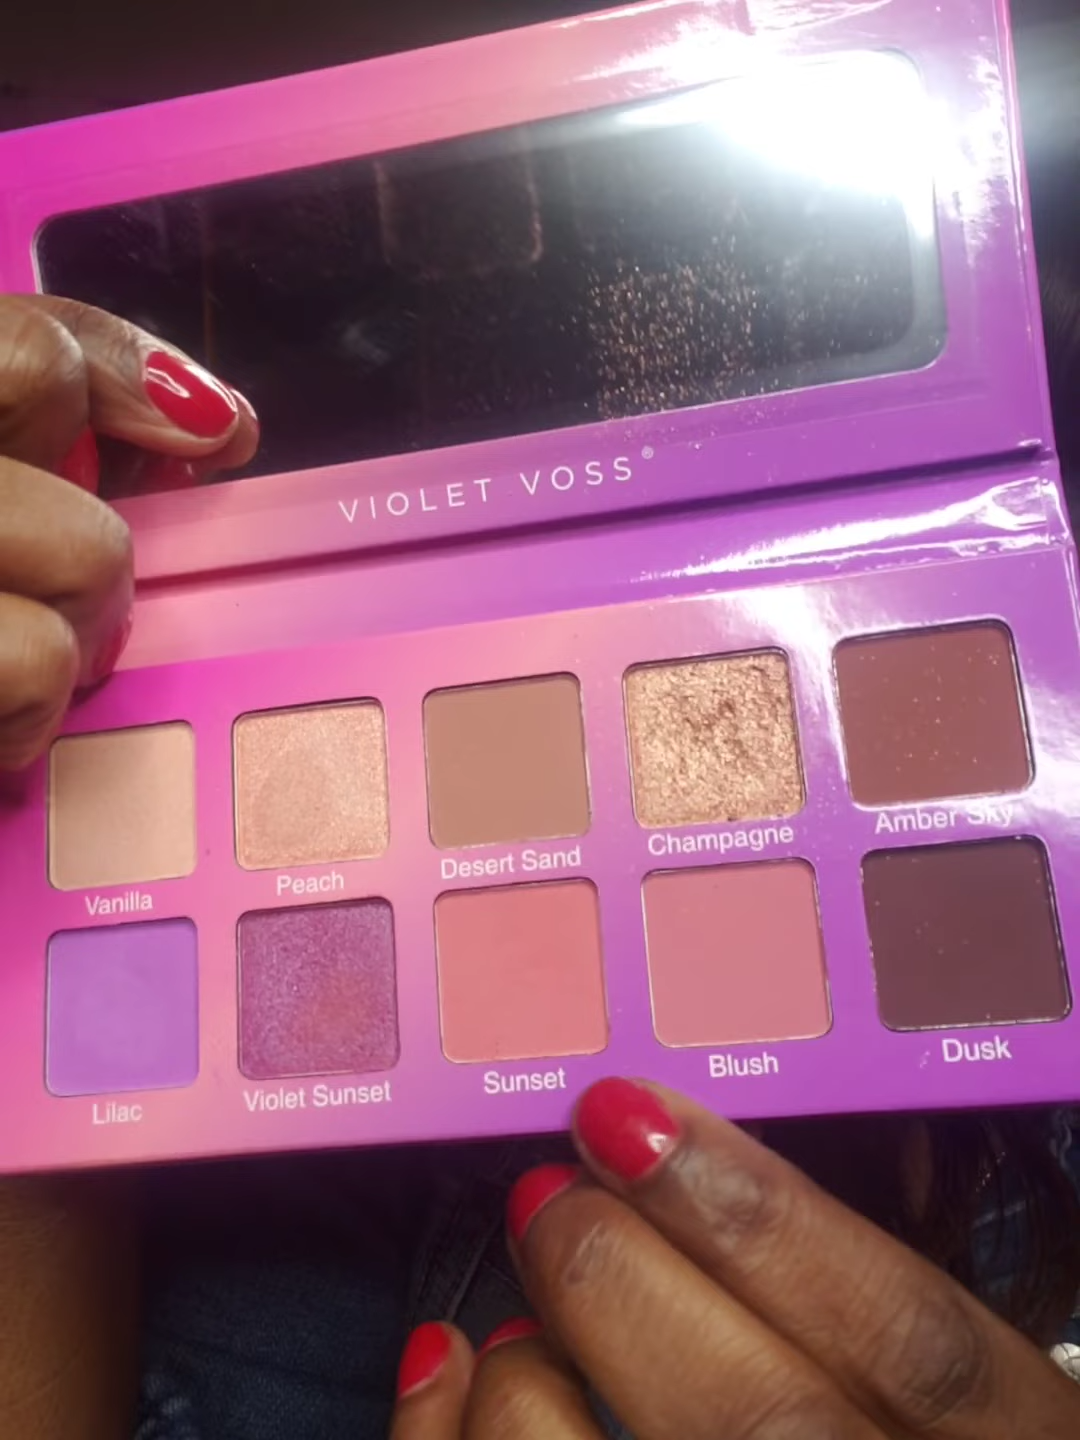 VIOLET VOSS®
Vanilla
Peach
Desert Sand
Champagne
Amber Sky
Lilac
Violet Sunset
Sunset
Blush
Dusk